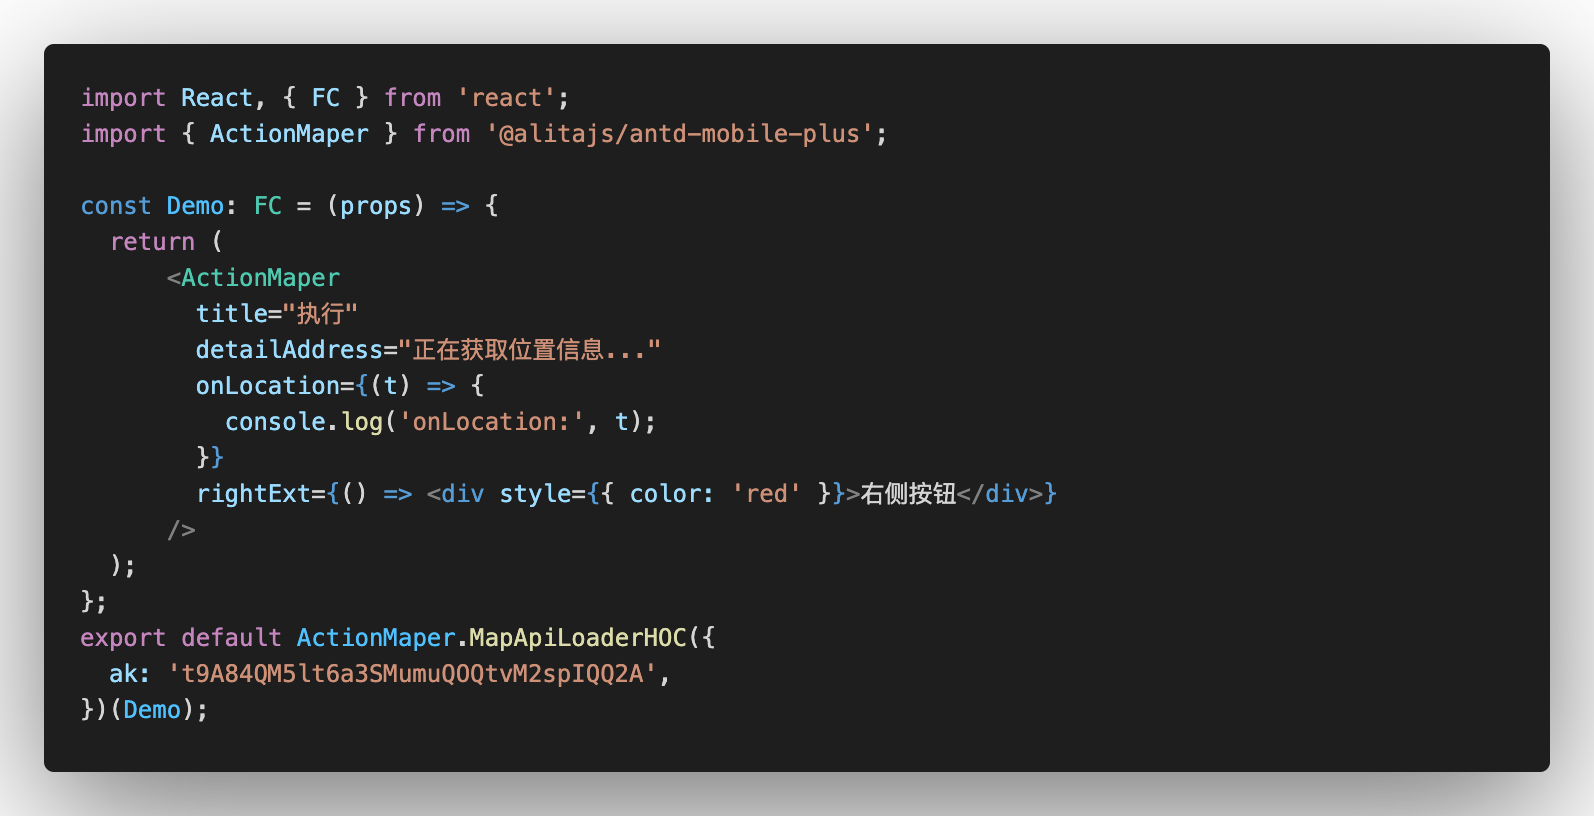 import React, { FC } from 'react';
import { ActionMaper } from '@alitajs/antd-mobile-plus';

const Demo: FC = (props) => {
  return (
      <ActionMaper
        title="执行"
        detailAddress="正在获取位置信息..."
        onLocation={(t) => {
          console.log('onLocation:', t);
        }}
        rightExt={() => <div style={{ color: 'red' }}>右侧按钮</div>}
      />
  );
};
export default ActionMaper.MapApiLoaderHOC({
  ak: 't9A84QM5lt6a3SMumuQOQtvM2spIQQ2A',
})(Demo);